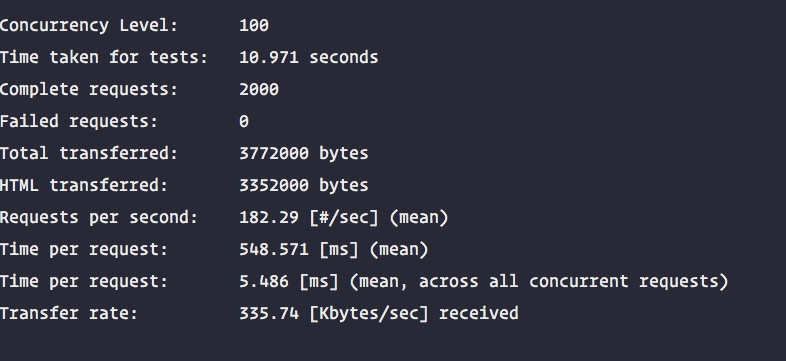 Concurrency Level:      100
Time taken for tests:   10.971 seconds
Complete requests:      2000
Failed requests:        0
Total transferred:      3772000 bytes
HTML transferred:       3352000 bytes
Requests per second:    182.29 [#/sec] (mean)
Time per request:       548.571 [ms] (mean)
Time per request:       5.486 [ms] (mean, across all concurrent requests)
Transfer rate:          335.74 [Kbytes/sec] received